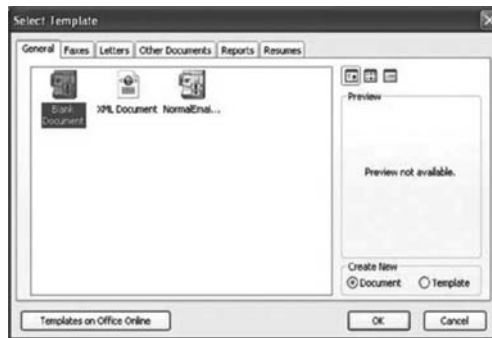 Select Template
General Faxes Letters Other Documents Reports Resumes
Blank Document
XML Document
NormalEmai...
Preview
Preview not available.
Create New
Document Template
Templates on Office Online
OK Cancel